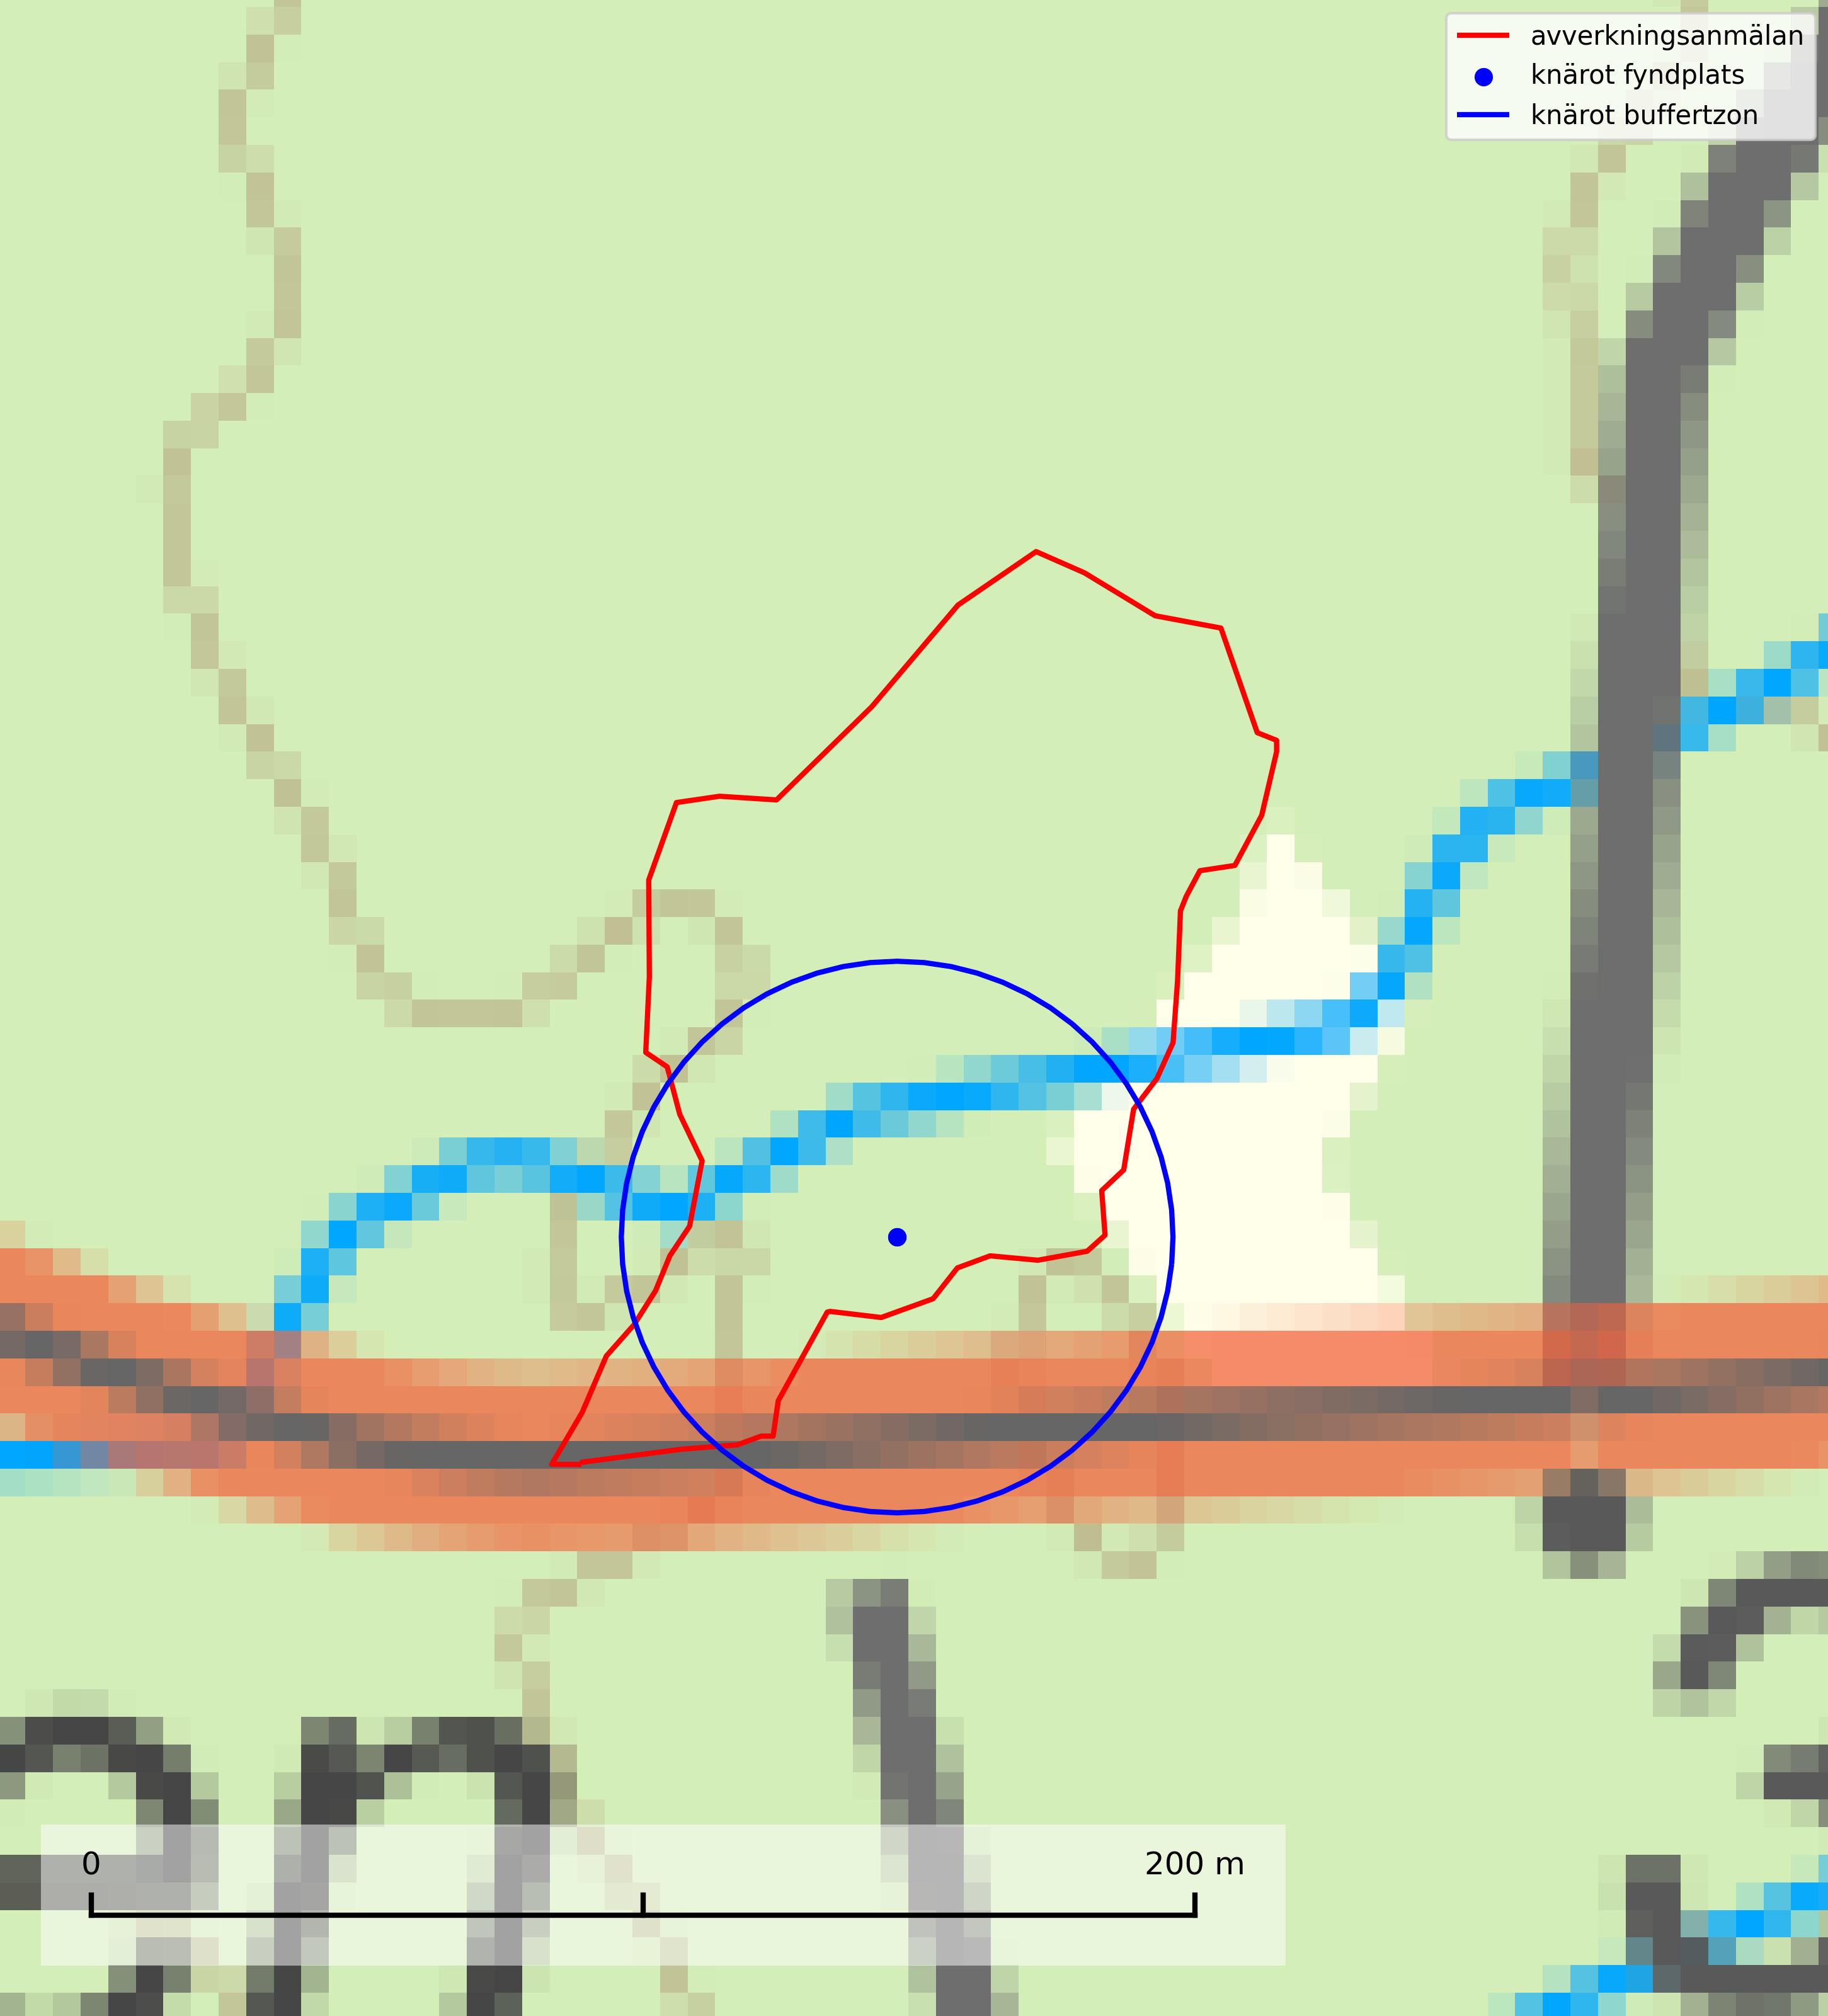 avverkningsanmälan
knärot fyndplats
knärot buffertzon
0 200 m